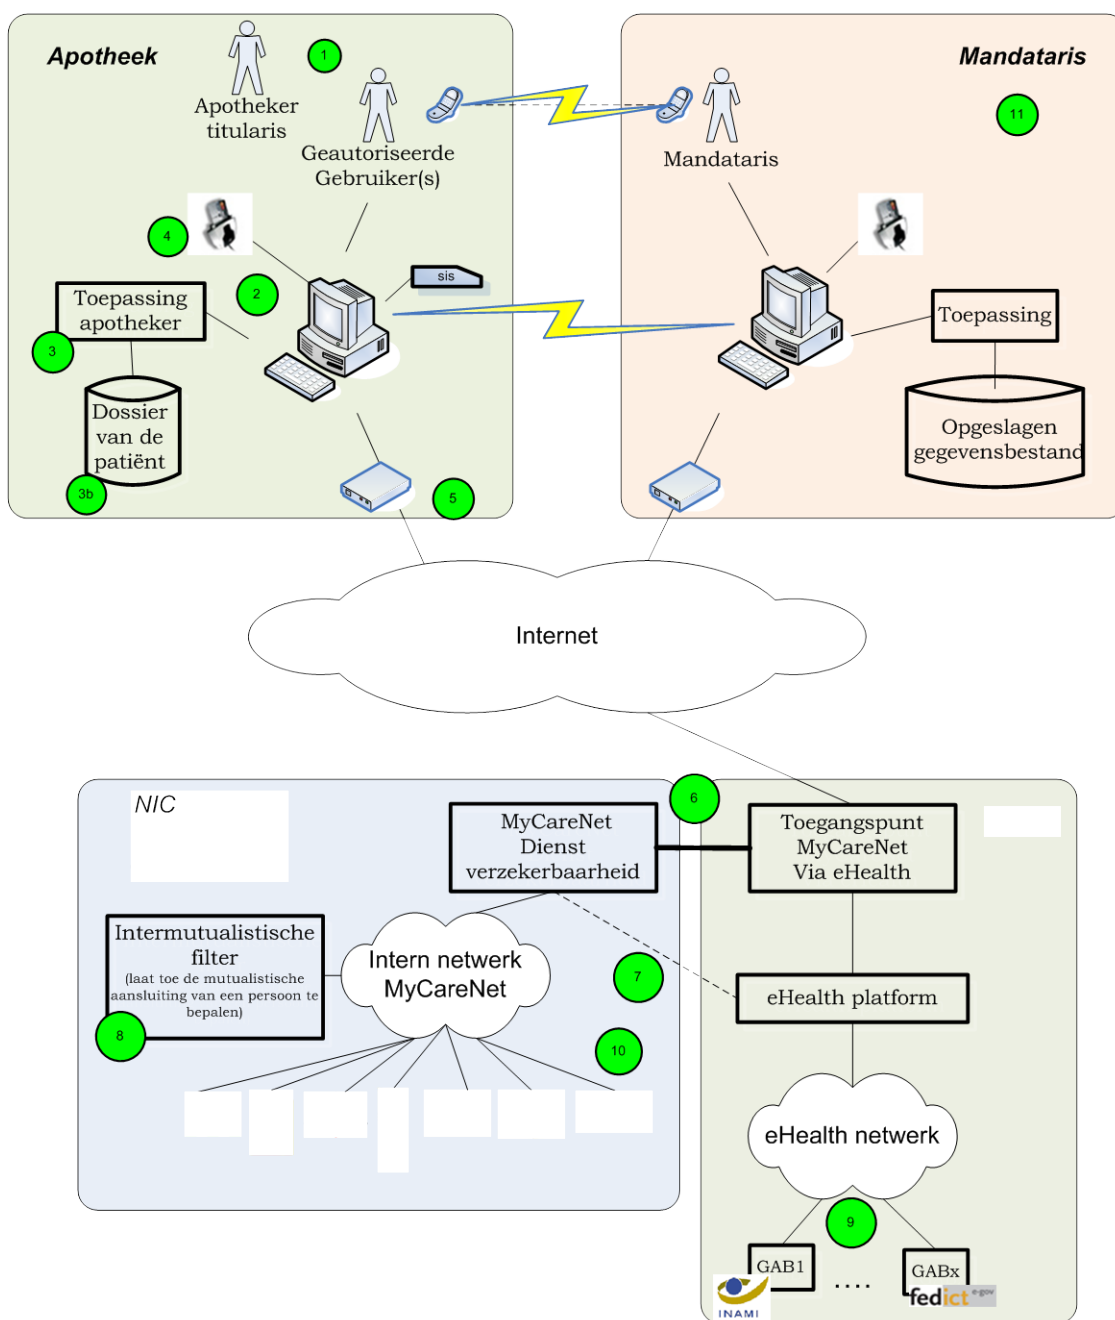 Apotheek
1
Apotheker
titularis
Geautoriseerde
Gebruiker(s)
Mandataris
11
Mandataris
4
2
sis
Toepassing
apotheker
3
Dossier
van de
patiënt
3b
5
Toepassing
Opgeslagen
gegevensbestand
Internet
NIC
6
MyCareNet
Dienst
verzekerbaarheid
Toegangspunt
MyCareNet
Via eHealth
Intermutualistische
filter
(laat toe de mutualistische
aansluiting van een persoon te
bepalen)
8
Intern netwerk
MyCareNet
7
eHealth platform
10
eHealth netwerk
9
GAB1
....
GABx
INAMI
fedict e-gov